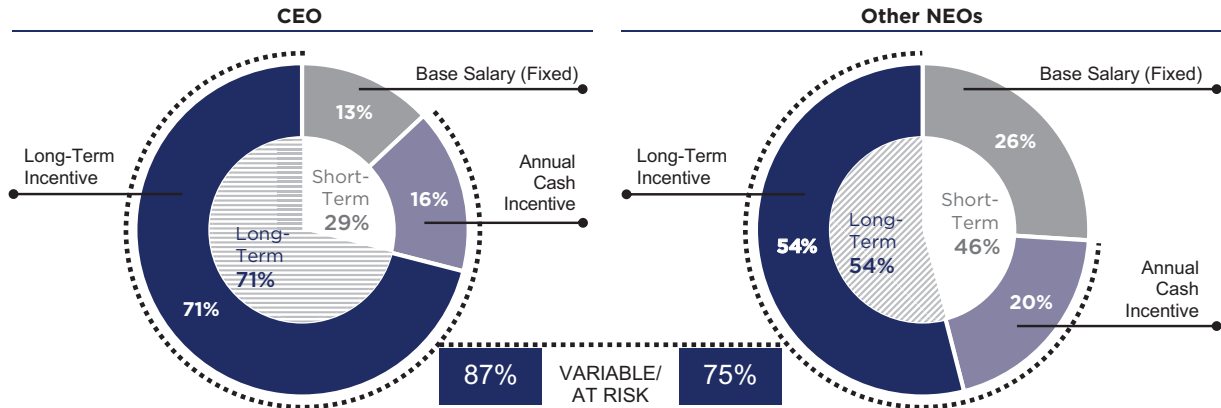 CEO
Base Salary (Fixed)
13%
Long-Term
Incentive
Annual
Cash
Incentive
16%
Short-
Term
29%
Long-
Term
71%
71%
Other NEOs
Base Salary (Fixed)
26%
Long-Term
Incentive
Short-
Term
46%
Long-
Term
54%
54%
Annual
Cash
Incentive
20%
87%
VARIABLE/
AT RISK
75%